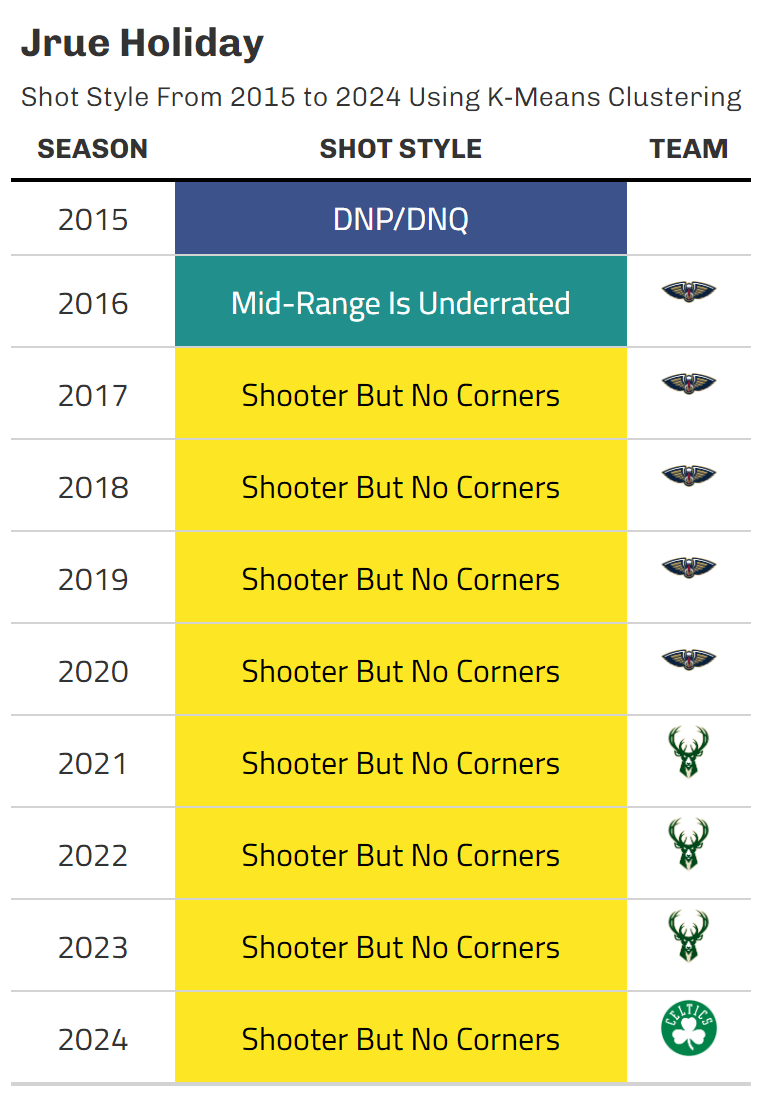 Jrue Holiday
Shot Style From 2015 to 2024 Using K-Means Clustering
SEASON SHOT STYLE TEAM
2015 DNP/DNQ
2016 Mid-Range Is Underrated
2017 Shooter But No Corners
2018 Shooter But No Corners
2019 Shooter But No Corners
2020 Shooter But No Corners
2021 Shooter But No Corners
2022 Shooter But No Corners
2023 Shooter But No Corners
2024 Shooter But No Corners CELTICS